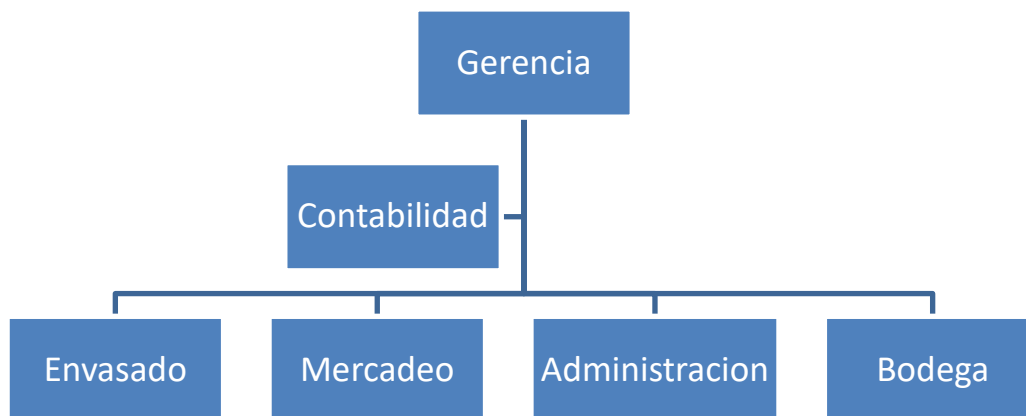 Gerencia
Contabilidad
Envasado
Mercadeo
Administracion
Bodega